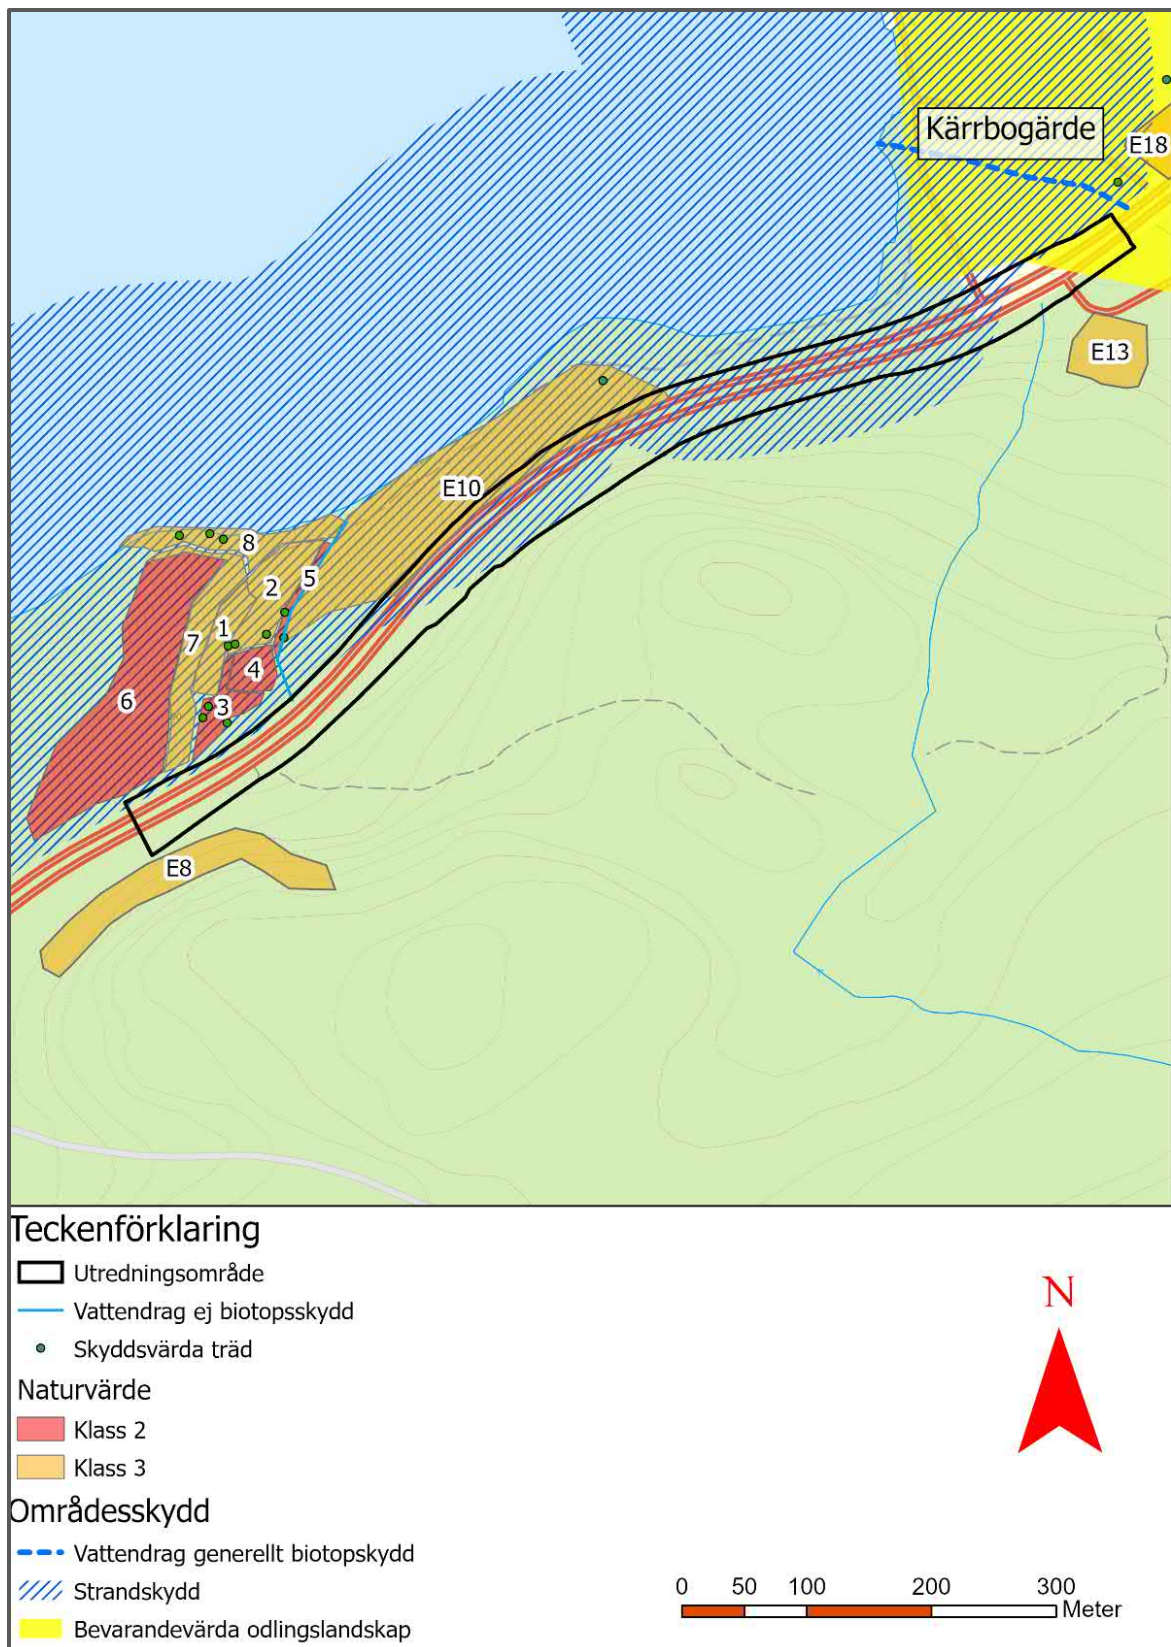 Kärrbogärde
E18
E13
E10
8
2
5
1
7
4
6
3
E8
Teckenförklaring
Utredningsområde
Vattendrag ej biotopsskydd
Skyddsvärda träd
Naturvärde
Klass 2
Klass 3
Områdesskydd
Vattendrag generellt biotopskydd
Strandskydd
Bevarandevärda odlingslandskap
N
0 50 100 200 300
Meter